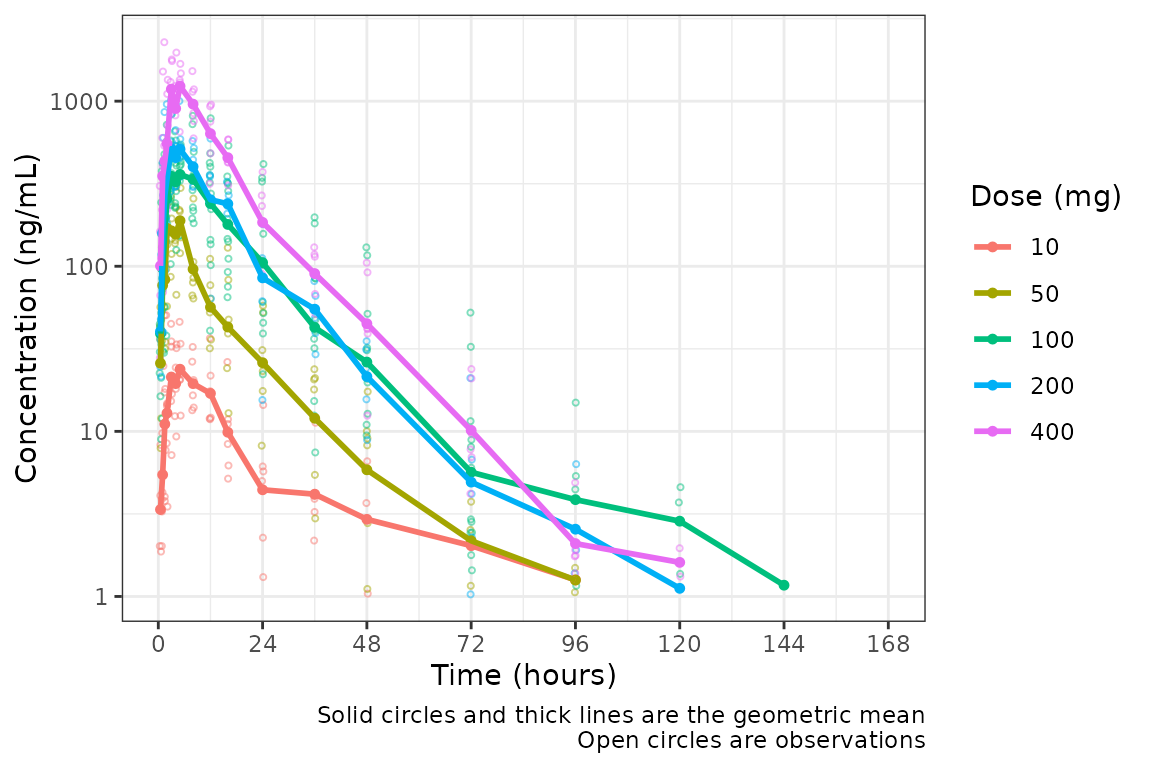 Concentration (ng/mL)
1000
100
10
1
0 24 48 72 96 120 144 168
Time (hours)
Dose (mg)
10
50
100
200
400
Solid circles and thick lines are the geometric mean
Open circles are observations